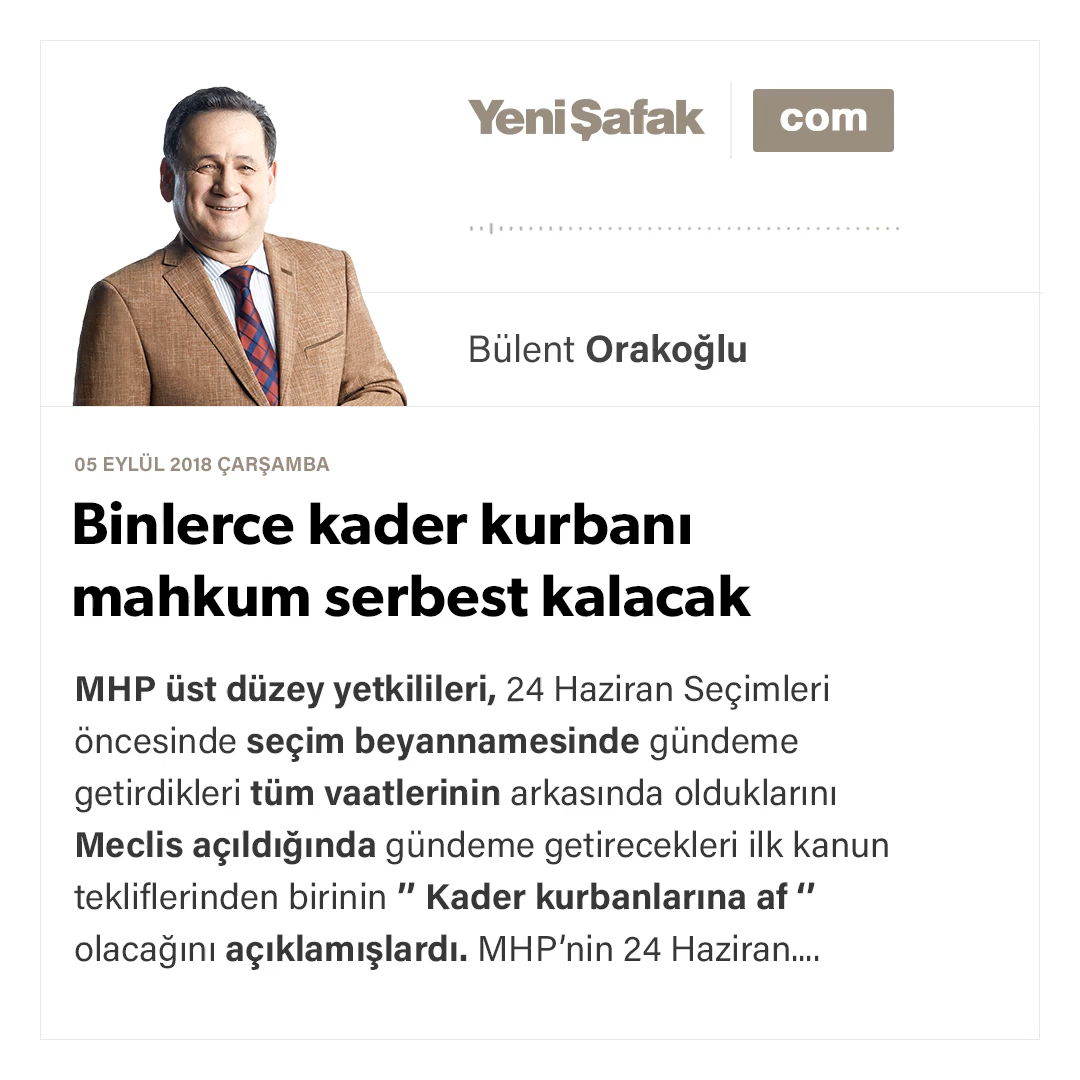 YeniŞafak com
Bülent Orakoğlu
05 EYLÜL 2018 ÇARŞAMBA
Binlerce kader kurbanı
mahkum serbest kalacak
MHP üst düzey yetkilileri, 24 Haziran Seçimleri
öncesinde seçim beyannamesinde gündeme
getirdikleri tüm vaatlerinin arkasında olduklarını
Meclis açıldığında gündeme getirecekleri ilk kanun
tekliflerinden birinin ’’ Kader kurbanlarına af ‘’
olacağını açıklamışlardı. MHP’nin 24 Haziran....